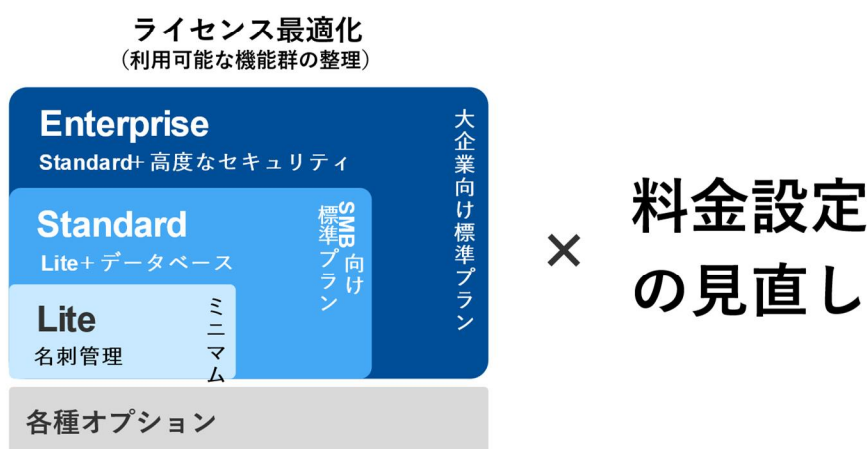 ライセンス最適化
（利用可能な機能群の整理）
Enterprise
Standard+高度なセキュリティ
大企業向け標準プラン
Standard
Lite+データベース
SMB向け
標準プラン
Lite
名刺管理
ミニマム
各種オプション
×
料金設定
の見直し